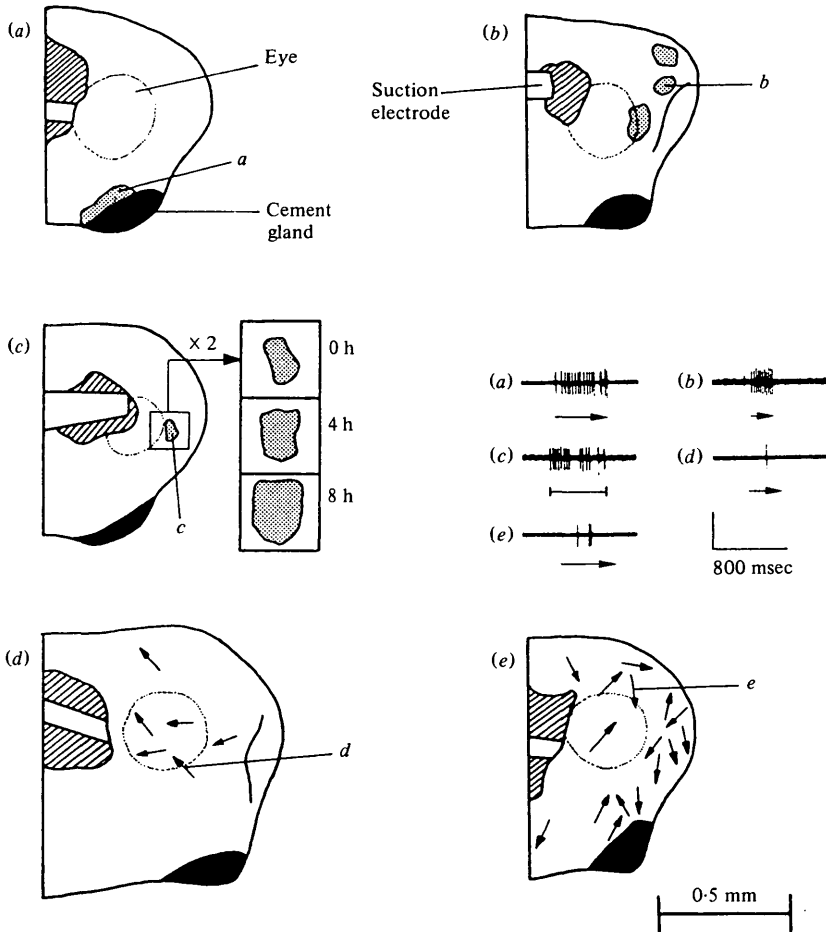 (a)
Eye
a
Cement
gland
(b)
Suction
electrode
b
(c)
× 2
0 h
4 h
8 h
c
(a)
(b)
(c)
(d)
(e)
800 msec
(d)
d
(e)
e
0·5 mm